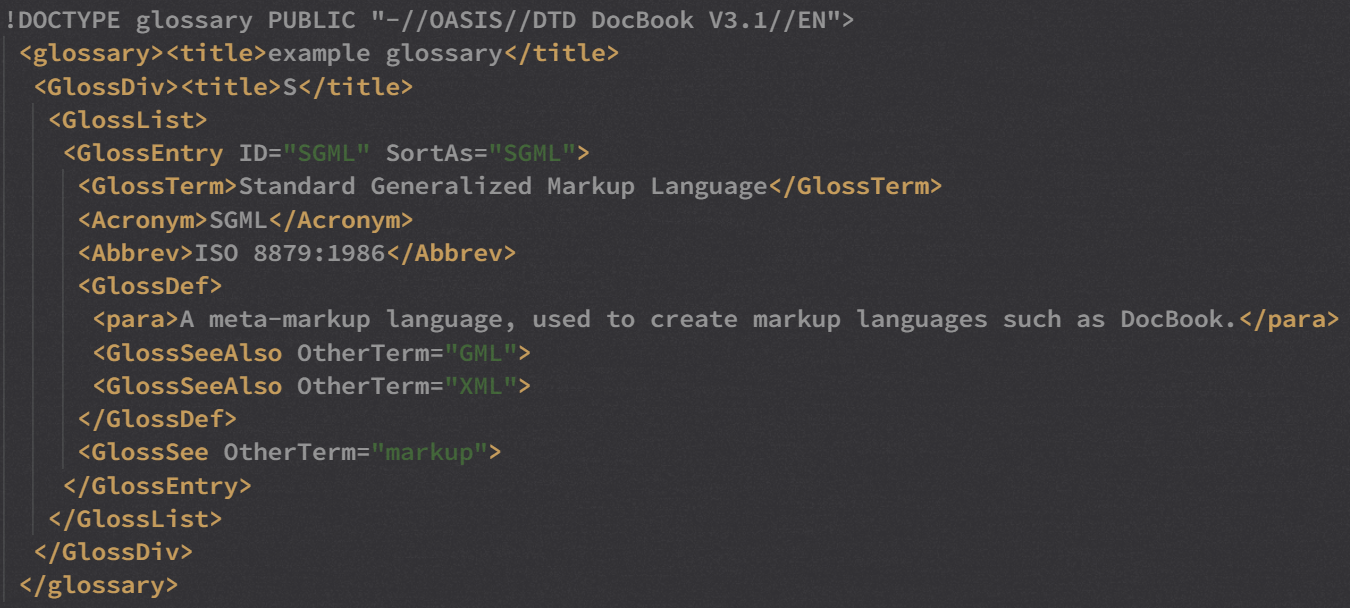 !DOCTYPE glossary PUBLIC "-//OASIS//DTD DocBook V3.1//EN">
<glossary><title>example glossary</title>
<GlossDiv><title>S</title>
<GlossList>
<GlossEntry ID="SGML" SortAs="SGML">
<GlossTerm>Standard Generalized Markup Language</GlossTerm>
<Acronym>SGML</Acronym>
<Abbrev>ISO 8879:1986</Abbrev>
<GlossDef>
<para>A meta-markup language, used to create markup languages such as DocBook.</para>
<GlossSeeAlso OtherTerm="GML">
<GlossSeeAlso OtherTerm="XML">
</GlossDef>
<GlossSee OtherTerm="markup">
</GlossEntry>
</GlossList>
</GlossDiv>
</glossary>